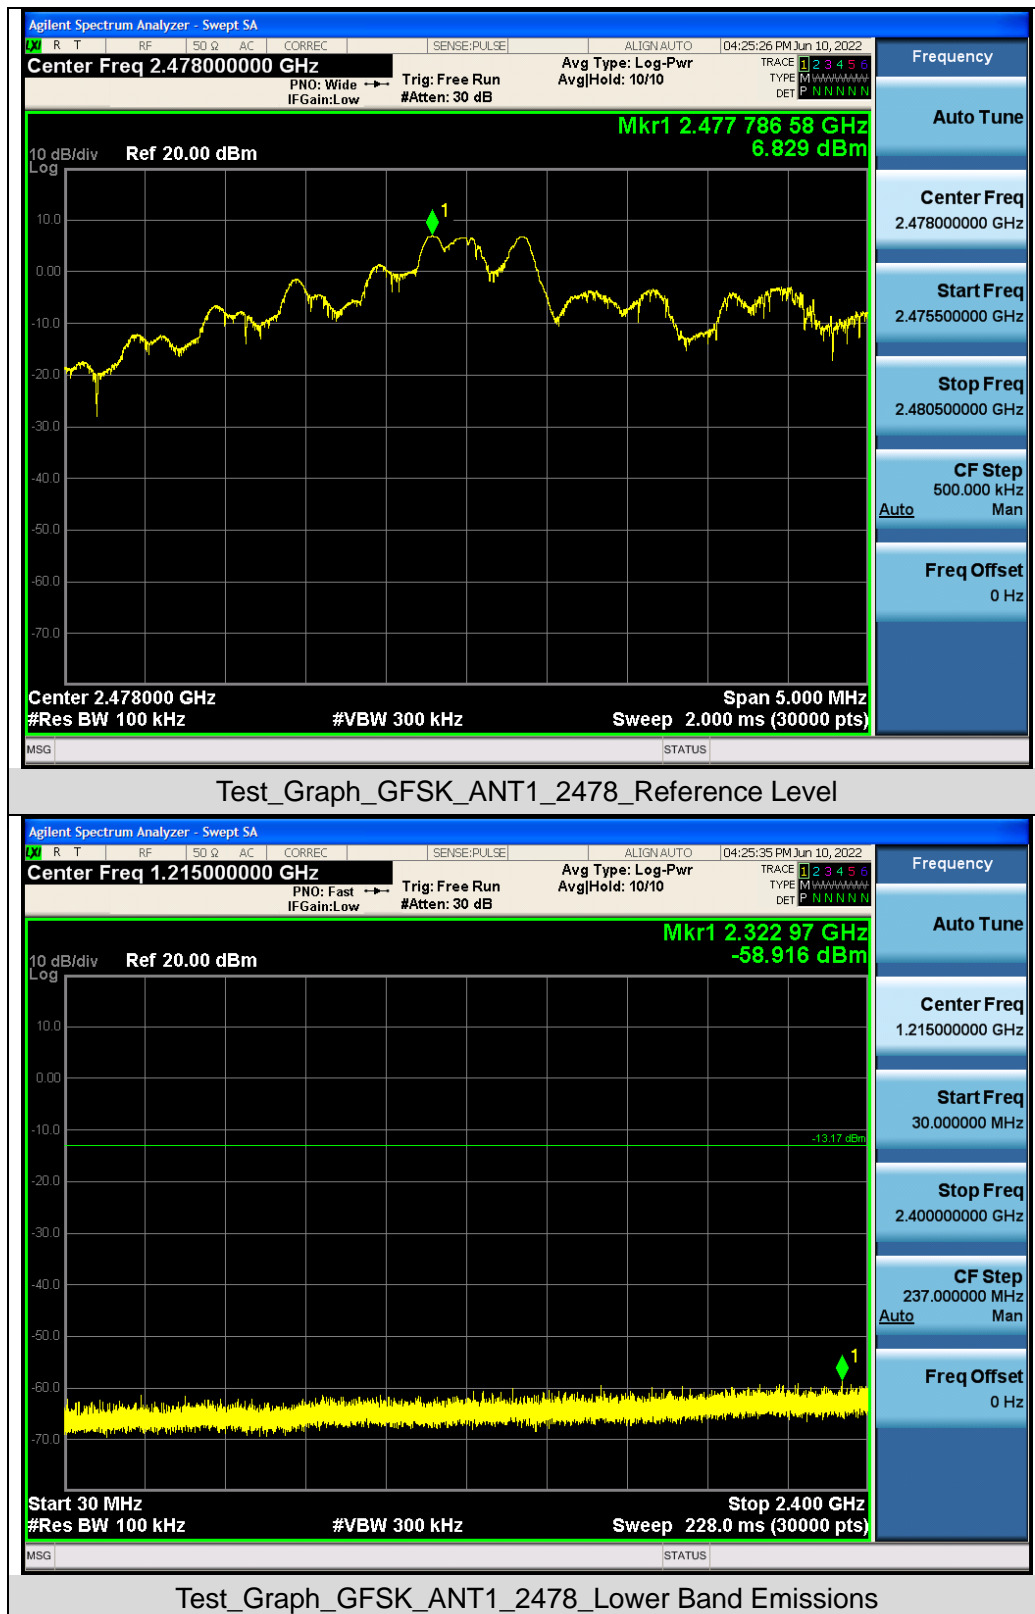 Agilent Spectrum Analyzer - Swept SA
LXI R T RF 50 Ω AC CORREC SENSE:PULSE ALIGN AUTO 04:25:26 PM Jun 10, 2022
Center Freq 2.478000000 GHz
PNO: Wide
IFGain:Low
Trig: Free Run
#Atten: 30 dB
Avg Type: Log-Pwr
Avg|Hold: 10/10
TRACE 1 2 3 4 5 6
TYPE M WWWWW
DET P N N N N N
Frequency
Auto Tune
Center Freq
2.478000000 GHz
Start Freq
2.475500000 GHz
Stop Freq
2.480500000 GHz
CF Step
500.000 kHz
Auto Man
Freq Offset
0 Hz
Mkr1 2.477 786 58 GHz
6.829 dBm
10 dB/div Ref 20.00 dBm
Log
10.0
0.00
-10.0
-20.0
-30.0
-40.0
-50.0
-60.0
-70.0
1
Center 2.478000 GHz Span 5.000 MHz
#Res BW 100 kHz #VBW 300 kHz Sweep 2.000 ms (30000 pts)
MSG STATUS
Test_Graph_GFSK_ANT1_2478_Reference Level
Agilent Spectrum Analyzer - Swept SA
LXI R T RF 50 Ω AC CORREC SENSE:PULSE ALIGN AUTO 04:25:35 PM Jun 10, 2022
Center Freq 1.215000000 GHz
PNO: Fast
IFGain:Low
Trig: Free Run
#Atten: 30 dB
Avg Type: Log-Pwr
Avg|Hold: 10/10
TRACE 1 2 3 4 5 6
TYPE M WWWWW
DET P N N N N N
Frequency
Auto Tune
Center Freq
1.215000000 GHz
Start Freq
30.000000 MHz
Stop Freq
2.400000000 GHz
CF Step
237.000000 MHz
Auto Man
Freq Offset
0 Hz
Mkr1 2.322 97 GHz
-58.916 dBm
10 dB/div Ref 20.00 dBm
Log
10.0
0.00
-10.0
-20.0
-30.0
-40.0
-50.0
-60.0
-70.0
-13.17 dBm
1
Start 30 MHz Stop 2.400 GHz
#Res BW 100 kHz #VBW 300 kHz Sweep 228.0 ms (30000 pts)
MSG STATUS
Test_Graph_GFSK_ANT1_2478_Lower Band Emissions